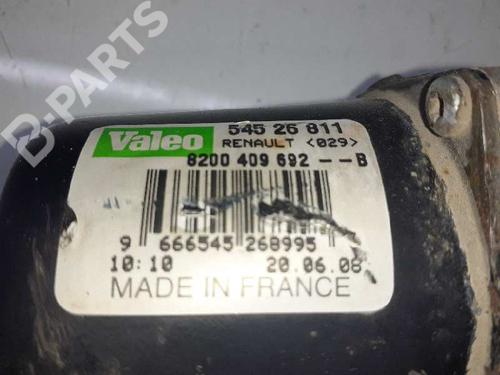 B-PARTS
Valeo
545 26 811
RENAULT <029>
8200 409 692 -- B
9 666545 268995
10:10 20.06.08
MADE IN FRANCE
B-PARTS